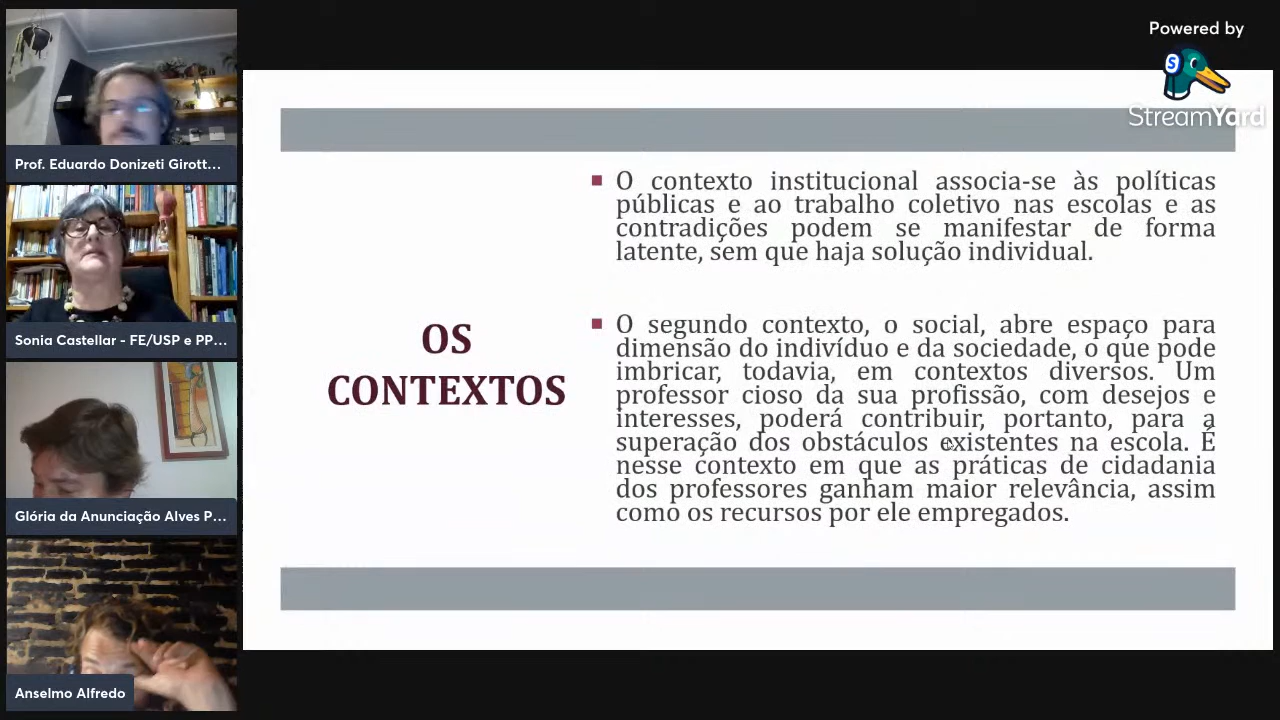 Powered by
StreamYard
Prof. Eduardo Donizeti Girott...
Sonia Castellar - FE/USP e PP...
Glória da Anunciação Alves P...
Anselmo Alfredo
OS
CONTEXTOS
O contexto institucional associa-se às políticas
públicas e ao trabalho coletivo nas escolas e as
contradições podem se manifestar de forma
latente, sem que haja solução individual.
O segundo contexto, o social, abre espaço para
dimensão do indivíduo e da sociedade, o que pode
imbricar, todavia, em contextos diversos. Um
professor cioso da sua profissão, com desejos e
interesses, poderá contribuir, portanto, para a
superação dos obstáculos existentes na escola. É
nesse contexto em que as práticas de cidadania
dos professores ganham maior relevância, assim
como os recursos por ele empregados.